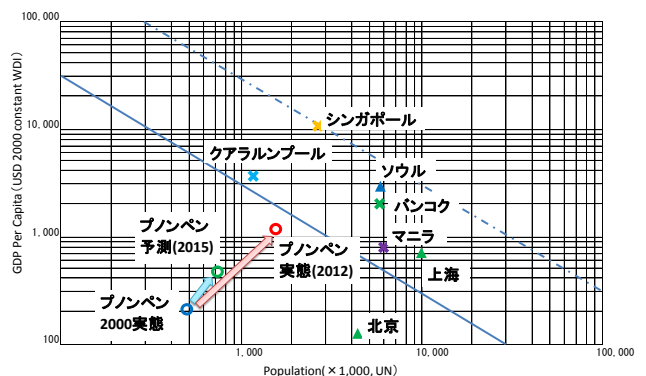 100,000
10,000
1,000
100
GDP Per Capita (USD 2000 constant WDI)
シンガポール
クアラルンプール
ソウル
バンコク
プノンペン
予測(2015)
マニラ
プノンペン
実態(2012)
上海
プノンペン
2000実態
北京
1,000
10,000
100,000
Population(×1,000, UN)